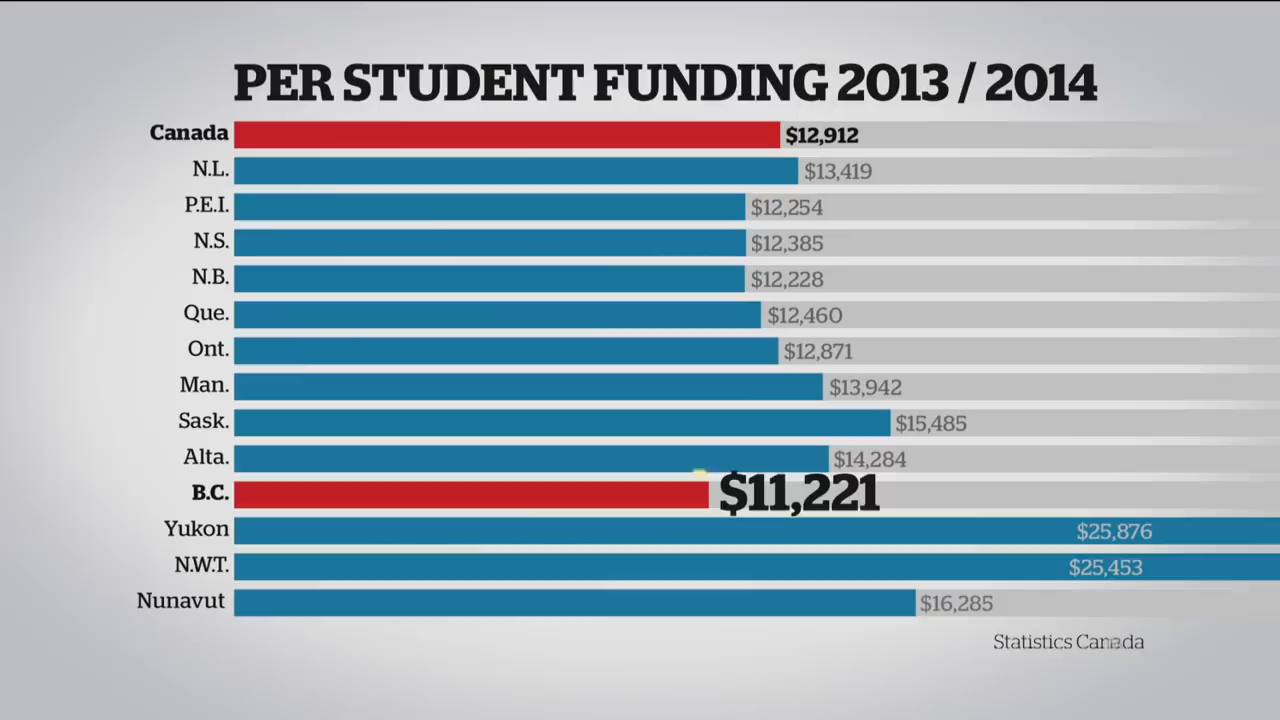 PER STUDENT FUNDING 2013 / 2014
Canada $12,912
N.L. $13,419
P.E.I. $12,254
N.S. $12,385
N.B. $12,228
Que. $12,460
Ont. $12,871
Man. $13,942
Sask. $15,485
Alta. $14,284
B.C. $11,221
Yukon $25,876
N.W.T. $25,453
Nunavut $16,285
Statistics Canada